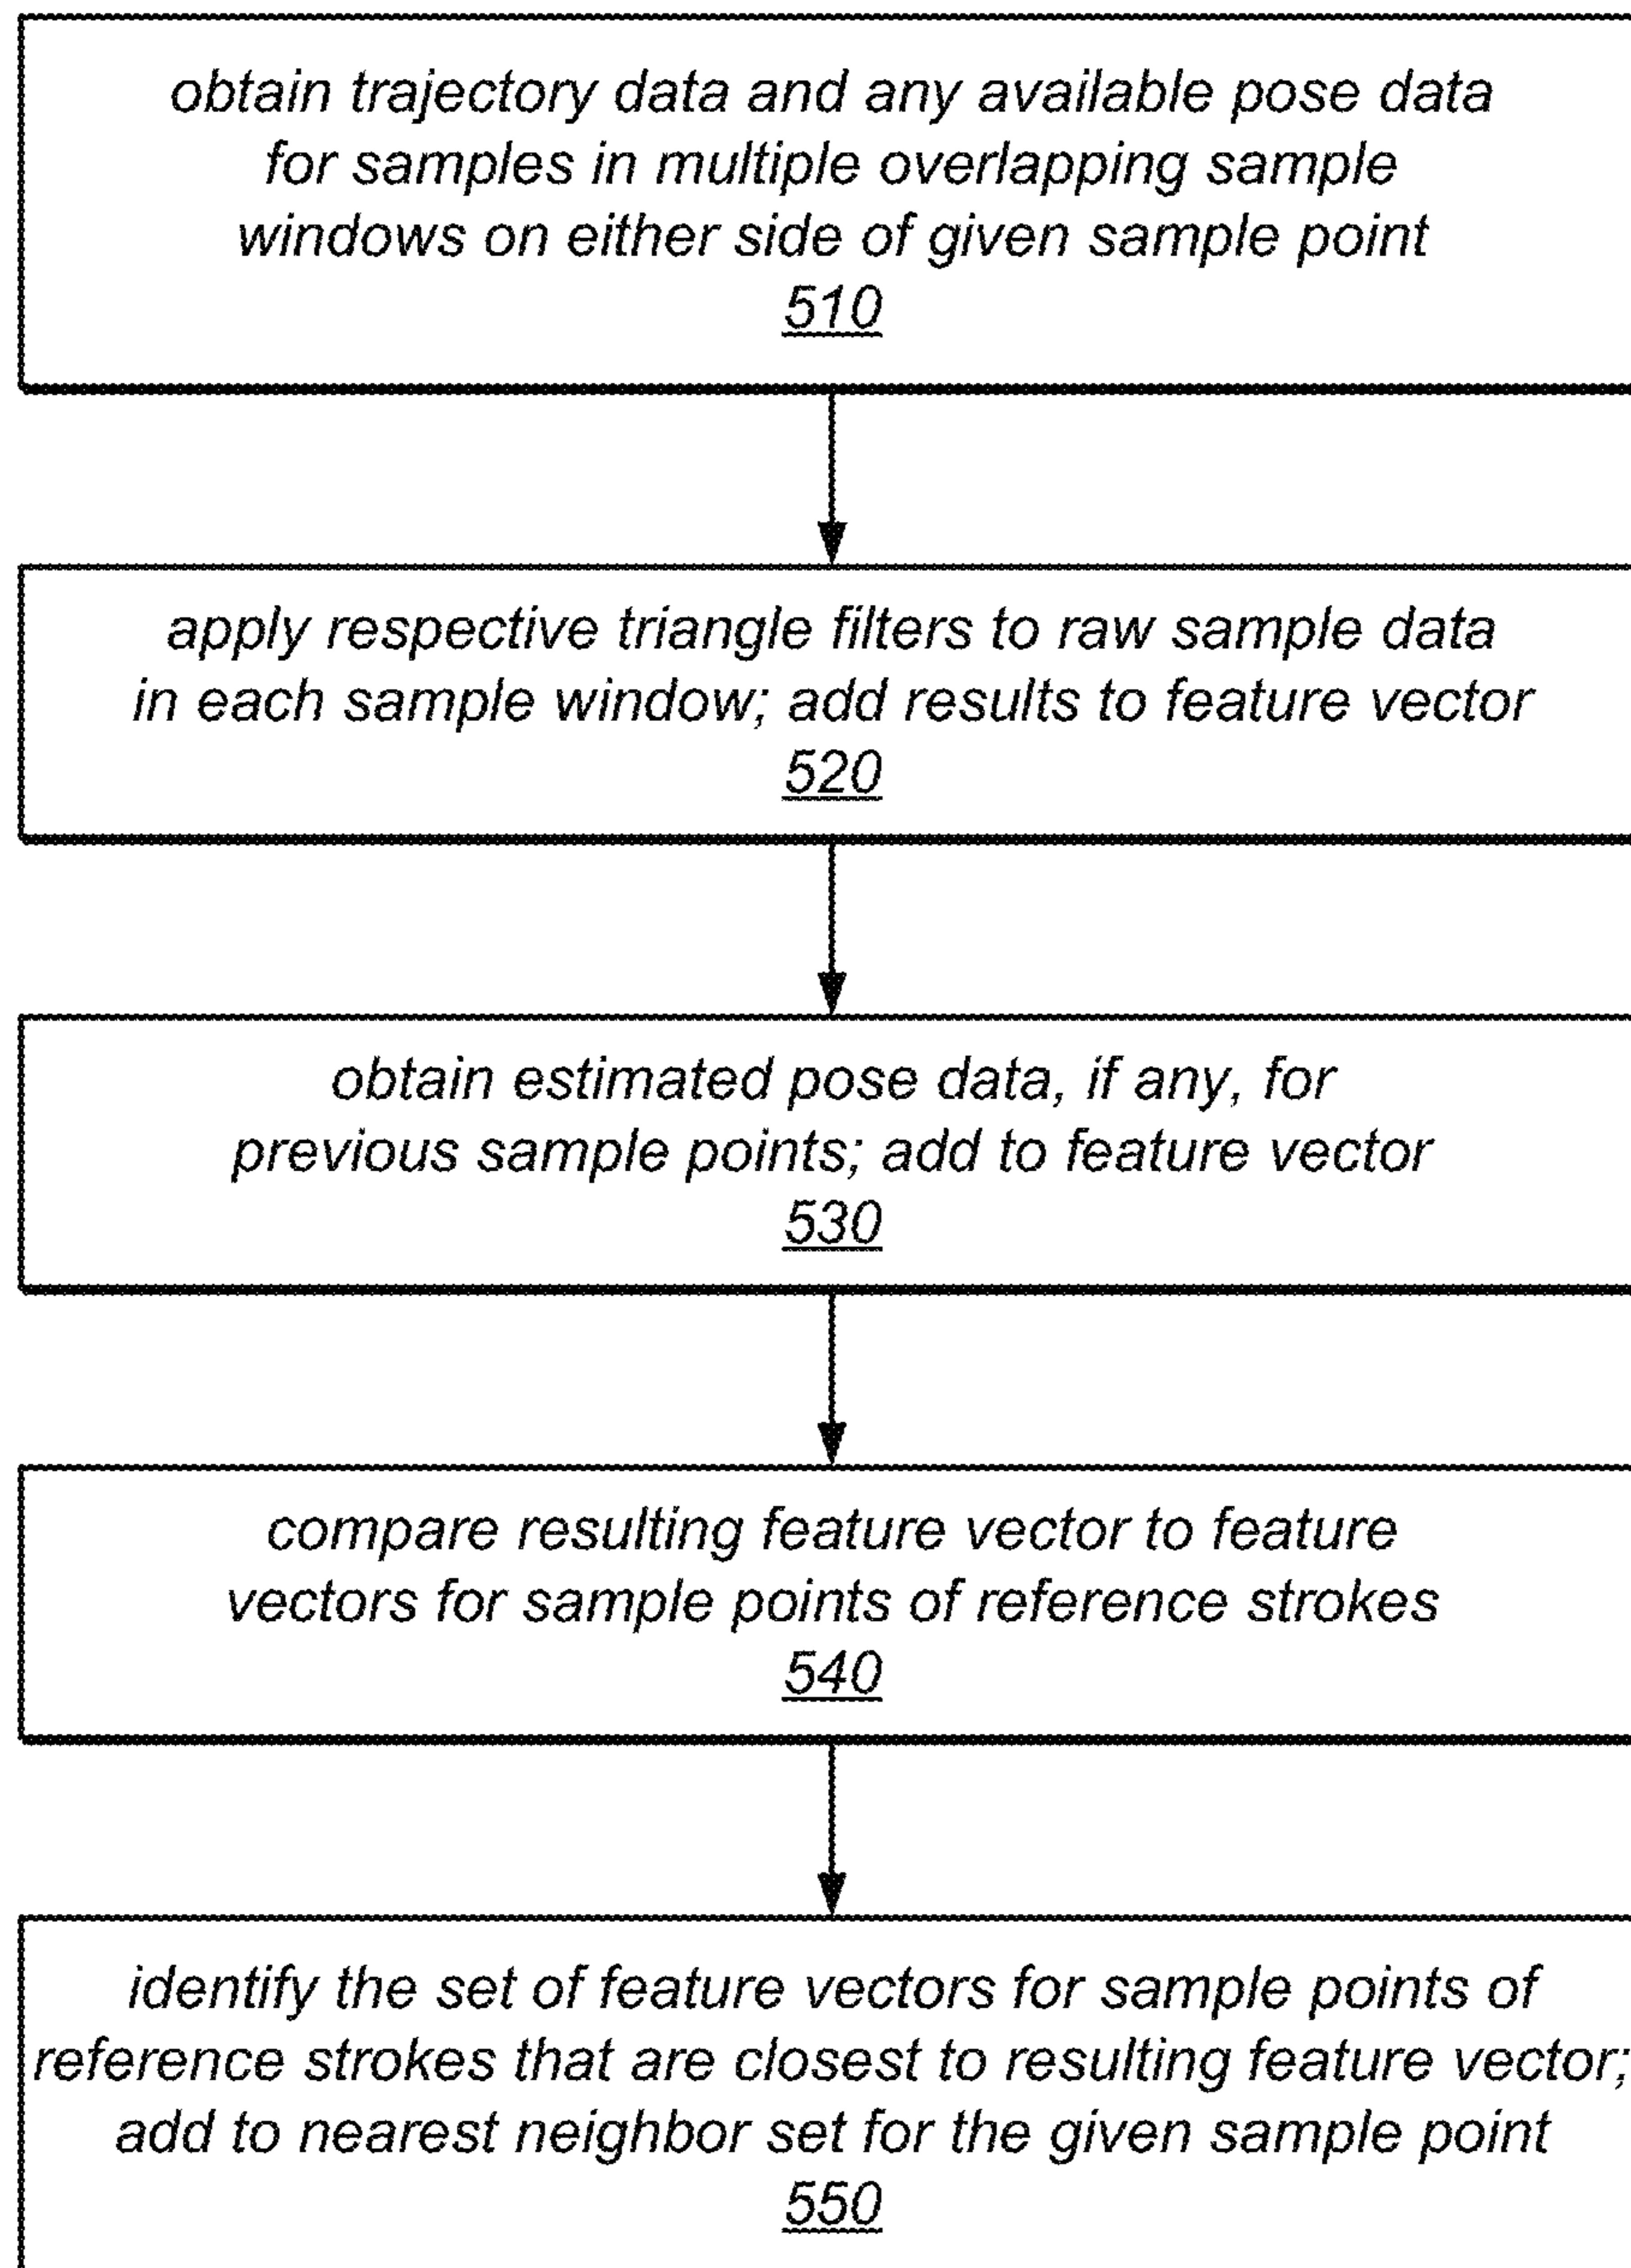 obtain trajectory data and any available pose data
for samples in multiple overlapping sample
windows on either side of given sample point
510
apply respective triangle filters to raw sample data
in each sample window; add results to feature vector
520
obtain estimated pose data, if any, for
previous sample points; add to feature vector
530
compare resulting feature vector to feature
vectors for sample points of reference strokes
540
identify the set of feature vectors for sample points of
reference strokes that are closest to resulting feature vector;
add to nearest neighbor set for the given sample point
550